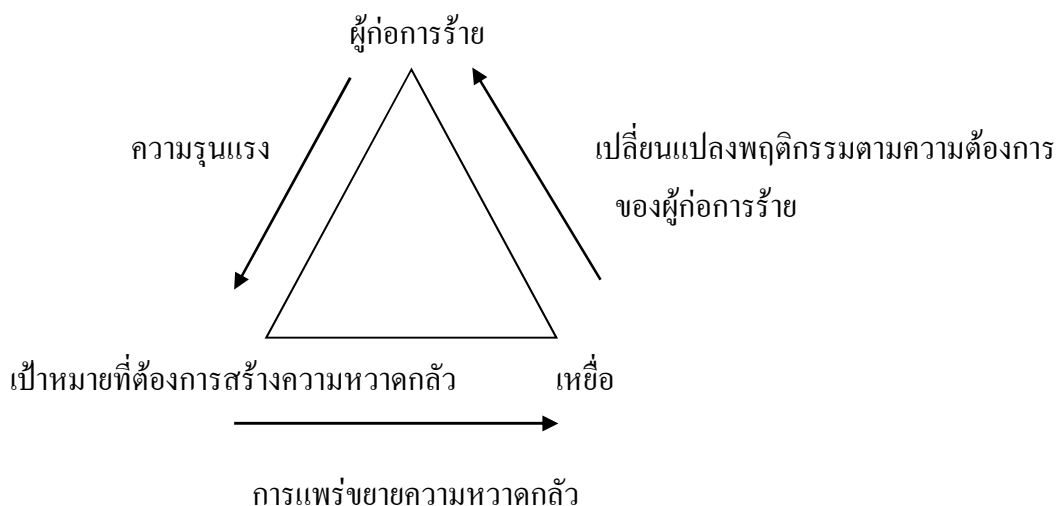 ผู้ก่อการร้าย
ความรุนแรง
เปลี่ยนแปลงพฤติกรรมตามความต้องการ
ของผู้ก่อการร้าย
เป้าหมายที่ต้องการสร้างความหวาดกลัว
เหยื่อ
การแพร่ขยายความหวาดกลัว